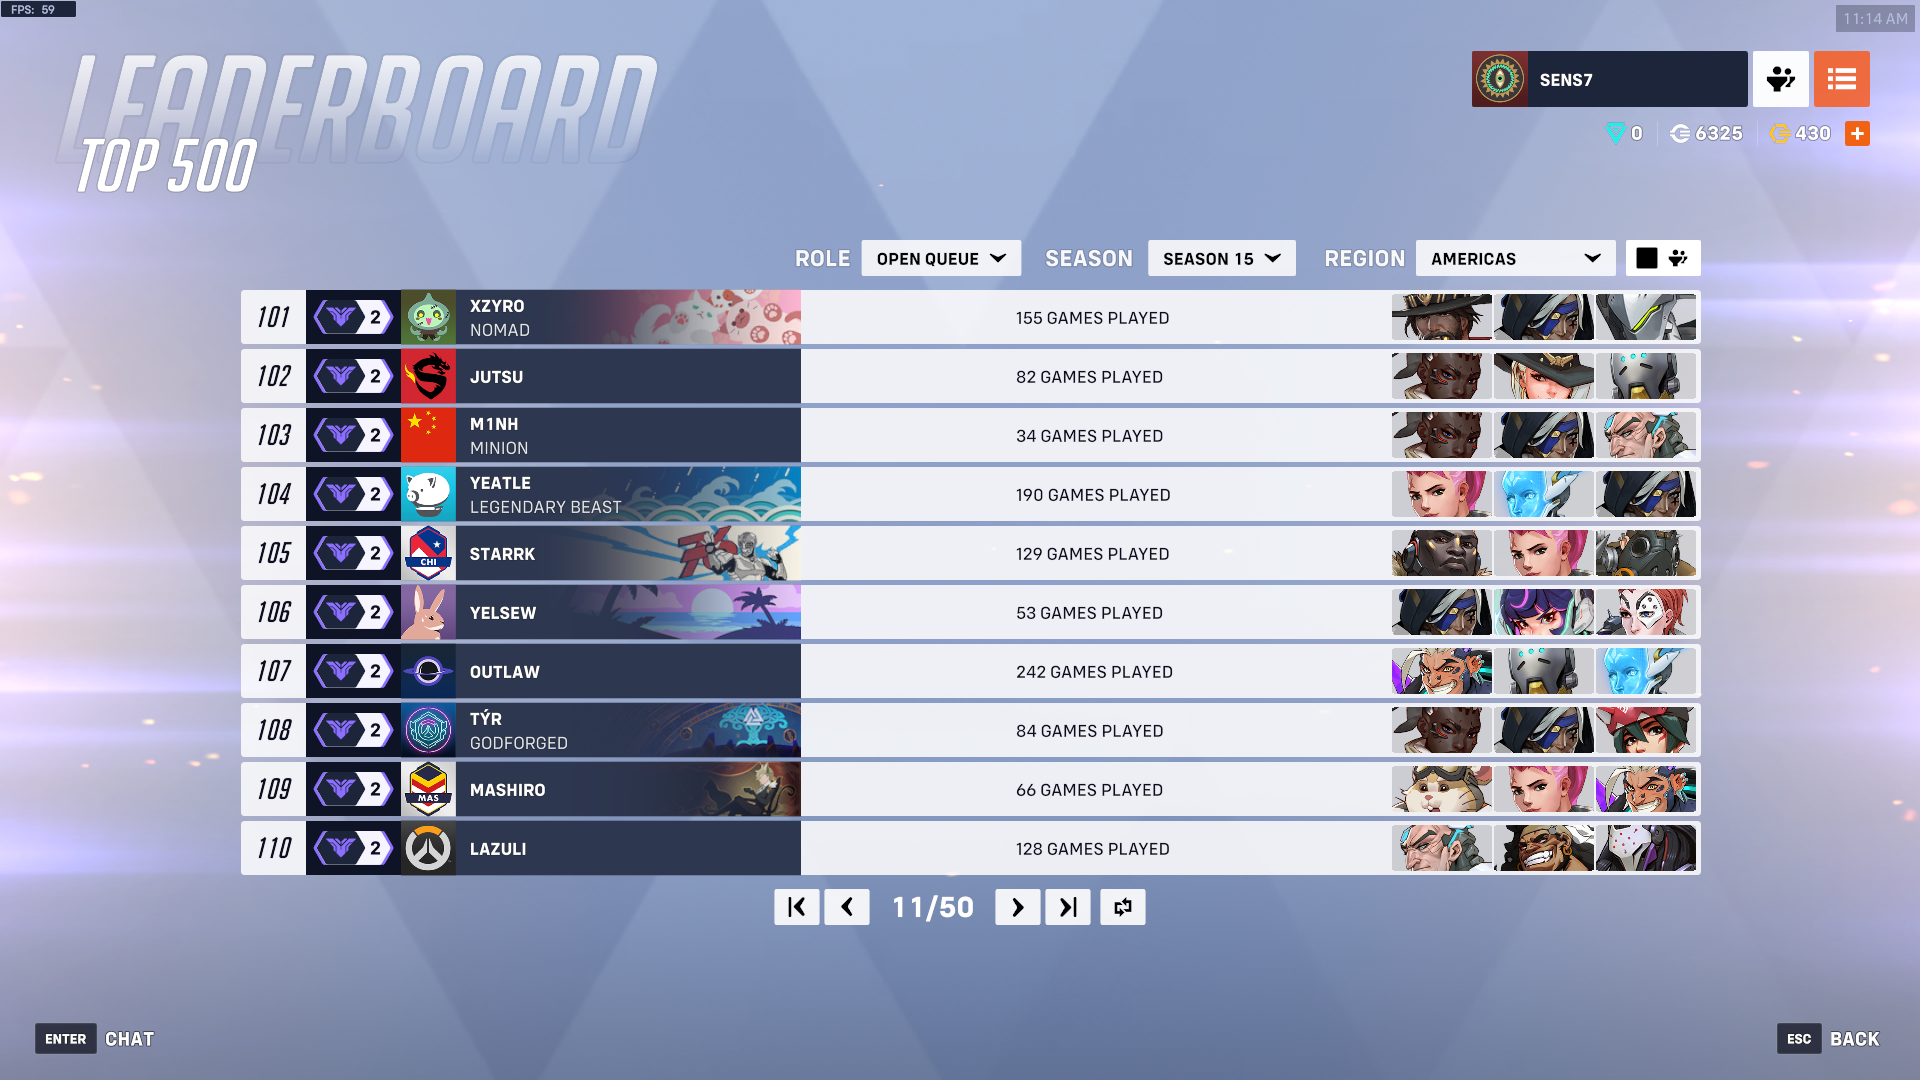 FPS: 59
11:14 AM
LEADERBOARD
TOP 500
SENS7
0
6325
430
ROLE OPEN QUEUE SEASON SEASON 15 REGION AMERICAS
101 2 XZYRO NOMAD 155 GAMES PLAYED
102 2 JUTSU 82 GAMES PLAYED
103 2 M1NH MINION 34 GAMES PLAYED
104 2 YEATLE LEGENDARY BEAST 190 GAMES PLAYED
105 2 CHI STARRK 129 GAMES PLAYED
106 2 YELSEW 53 GAMES PLAYED
107 2 OUTLAW 242 GAMES PLAYED
108 2 TÝR GODFORGED 84 GAMES PLAYED
109 2 MAS MASHIRO 66 GAMES PLAYED
110 2 LAZULI 128 GAMES PLAYED
11/50
ENTER CHAT
ESC BACK